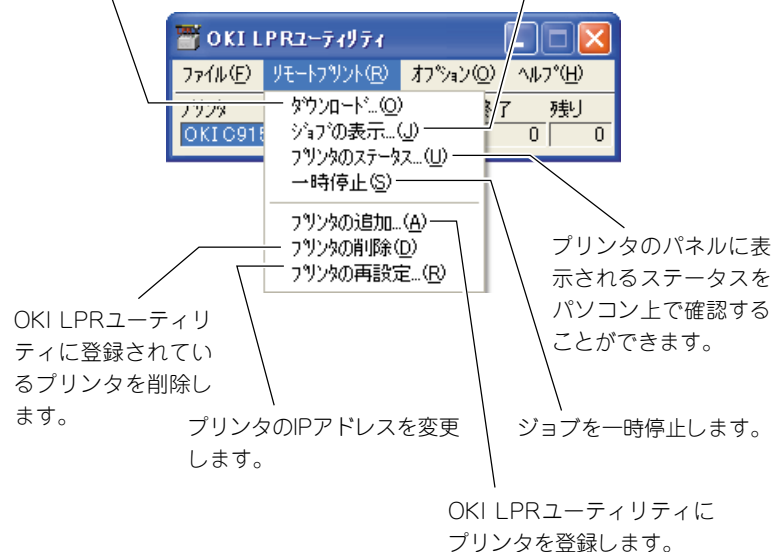 OKI LPRユーティリティ
ファイル(F) リモートプリント(R) オプション(O) ヘルプ(H)
プリンタ 終了 残り
OKI C915 0 0
ダウンロード...(O)
ジョブの表示...(J)
プリンタのステータス...(U)
一時停止(S)
プリンタの追加...(A)
プリンタの削除(D)
プリンタの再設定...(R)
プリンタのパネルに表
示されるステータスを
パソコン上で確認する
ことができます。
OKI LPRユーティリ
ティに登録されてい
るプリンタを削除し
ます。
プリンタのIPアドレスを変更
します。
ジョブを一時停止します。
OKI LPRユーティリティに
プリンタを登録します。